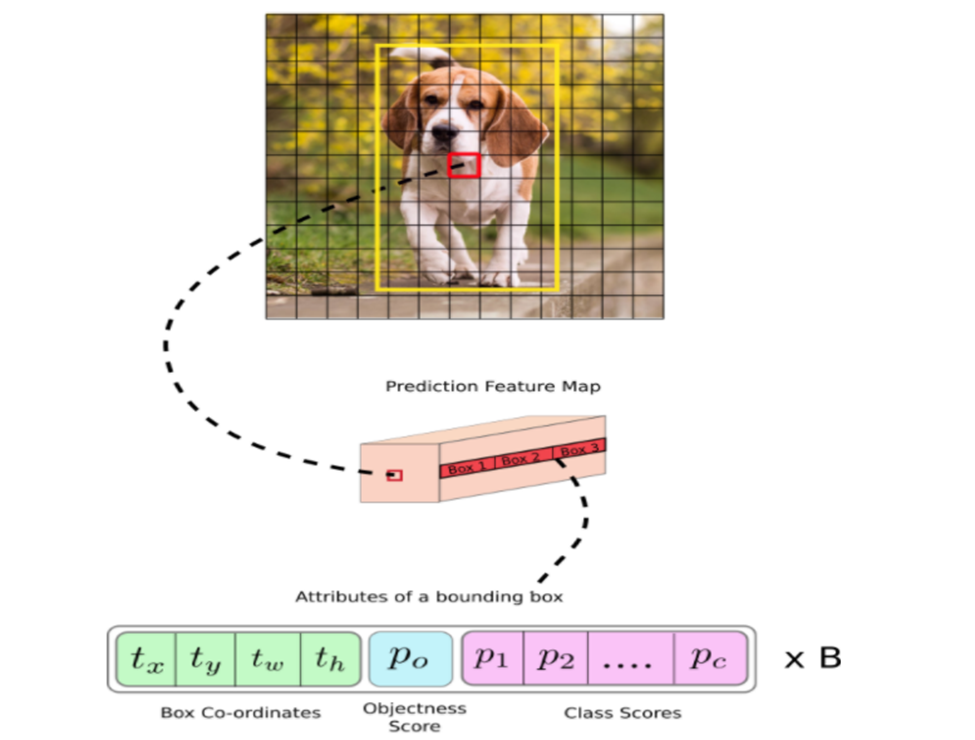 Prediction Feature Map
Box 1 Box 2 Box 3
Attributes of a bounding box
t_x t_y t_w t_h p_o p_1 p_2 .... p_c x B
Box Co-ordinates Objectness Score Class Scores